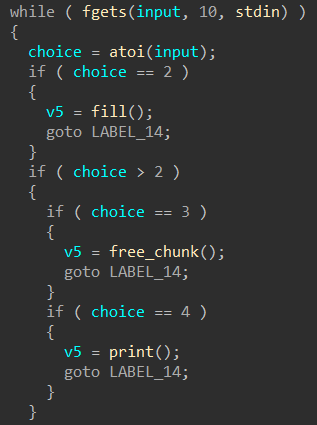 while ( fgets(input, 10, stdin) )
{
  choice = atoi(input);
  if ( choice == 2 )
  {
    v5 = fill();
    goto LABEL_14;
  }
  if ( choice > 2 )
  {
    if ( choice == 3 )
    {
      v5 = free_chunk();
      goto LABEL_14;
    }
    if ( choice == 4 )
    {
      v5 = print();
      goto LABEL_14;
    }
  }